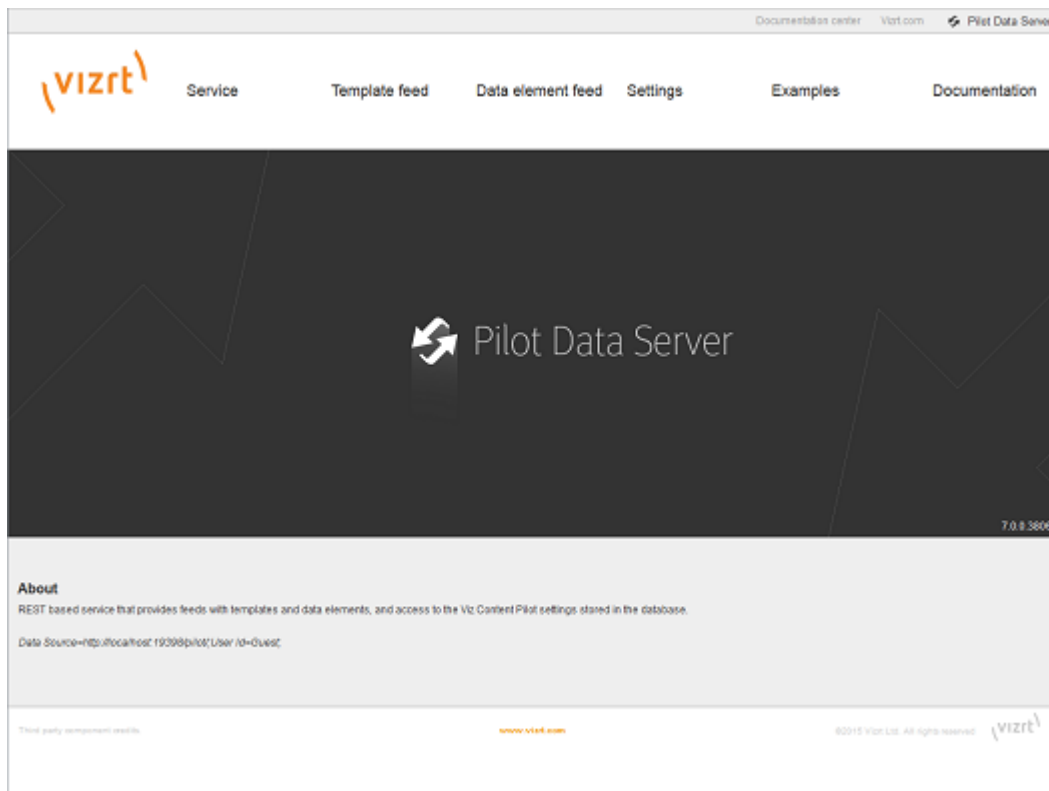 Documentation center Vizrt.com Pilot Data Server
vizrt
Service Template feed Data element feed Settings Examples Documentation
Pilot Data Server
7.0.0.3806
About
REST based service that provides feeds with templates and data elements, and access to the Viz Content Pilot settings stored in the database.
Data Source=http://localhost:19398/pilot/;User Id=Guest;
Third party component credits www.vizrt.com ©2015 Vizrt Ltd. All rights reserved. vizrt